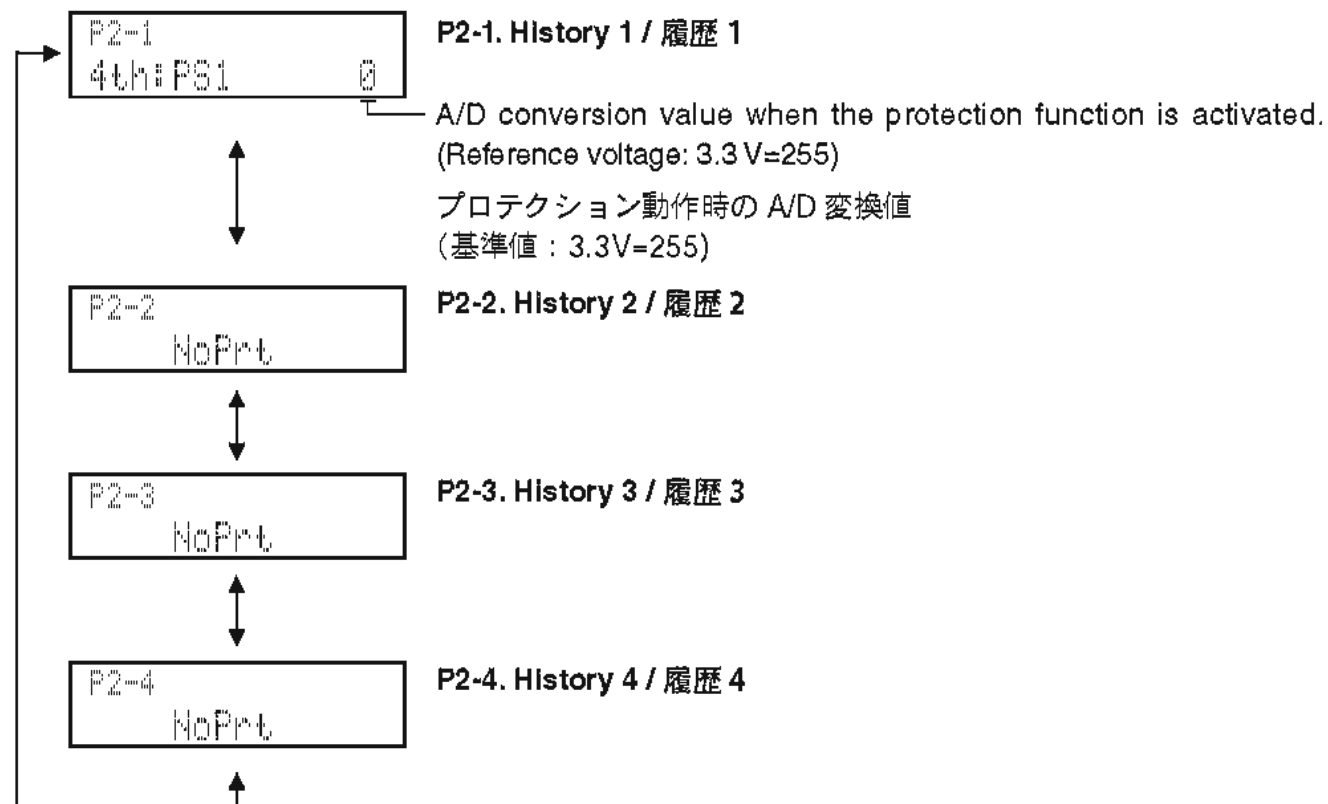 P2-1
4th:PS1 0
P2-1. History 1 / 履歴 1
A/D conversion value when the protection function is activated.
(Reference voltage: 3.3 V=255)
プロテクション動作時の A/D 変換値
（基準値：3.3V=255)
P2-2
NoPrt
P2-2. History 2 / 履歴 2
P2-3
NoPrt
P2-3. History 3 / 履歴 3
P2-4
NoPrt
P2-4. History 4 / 履歴 4